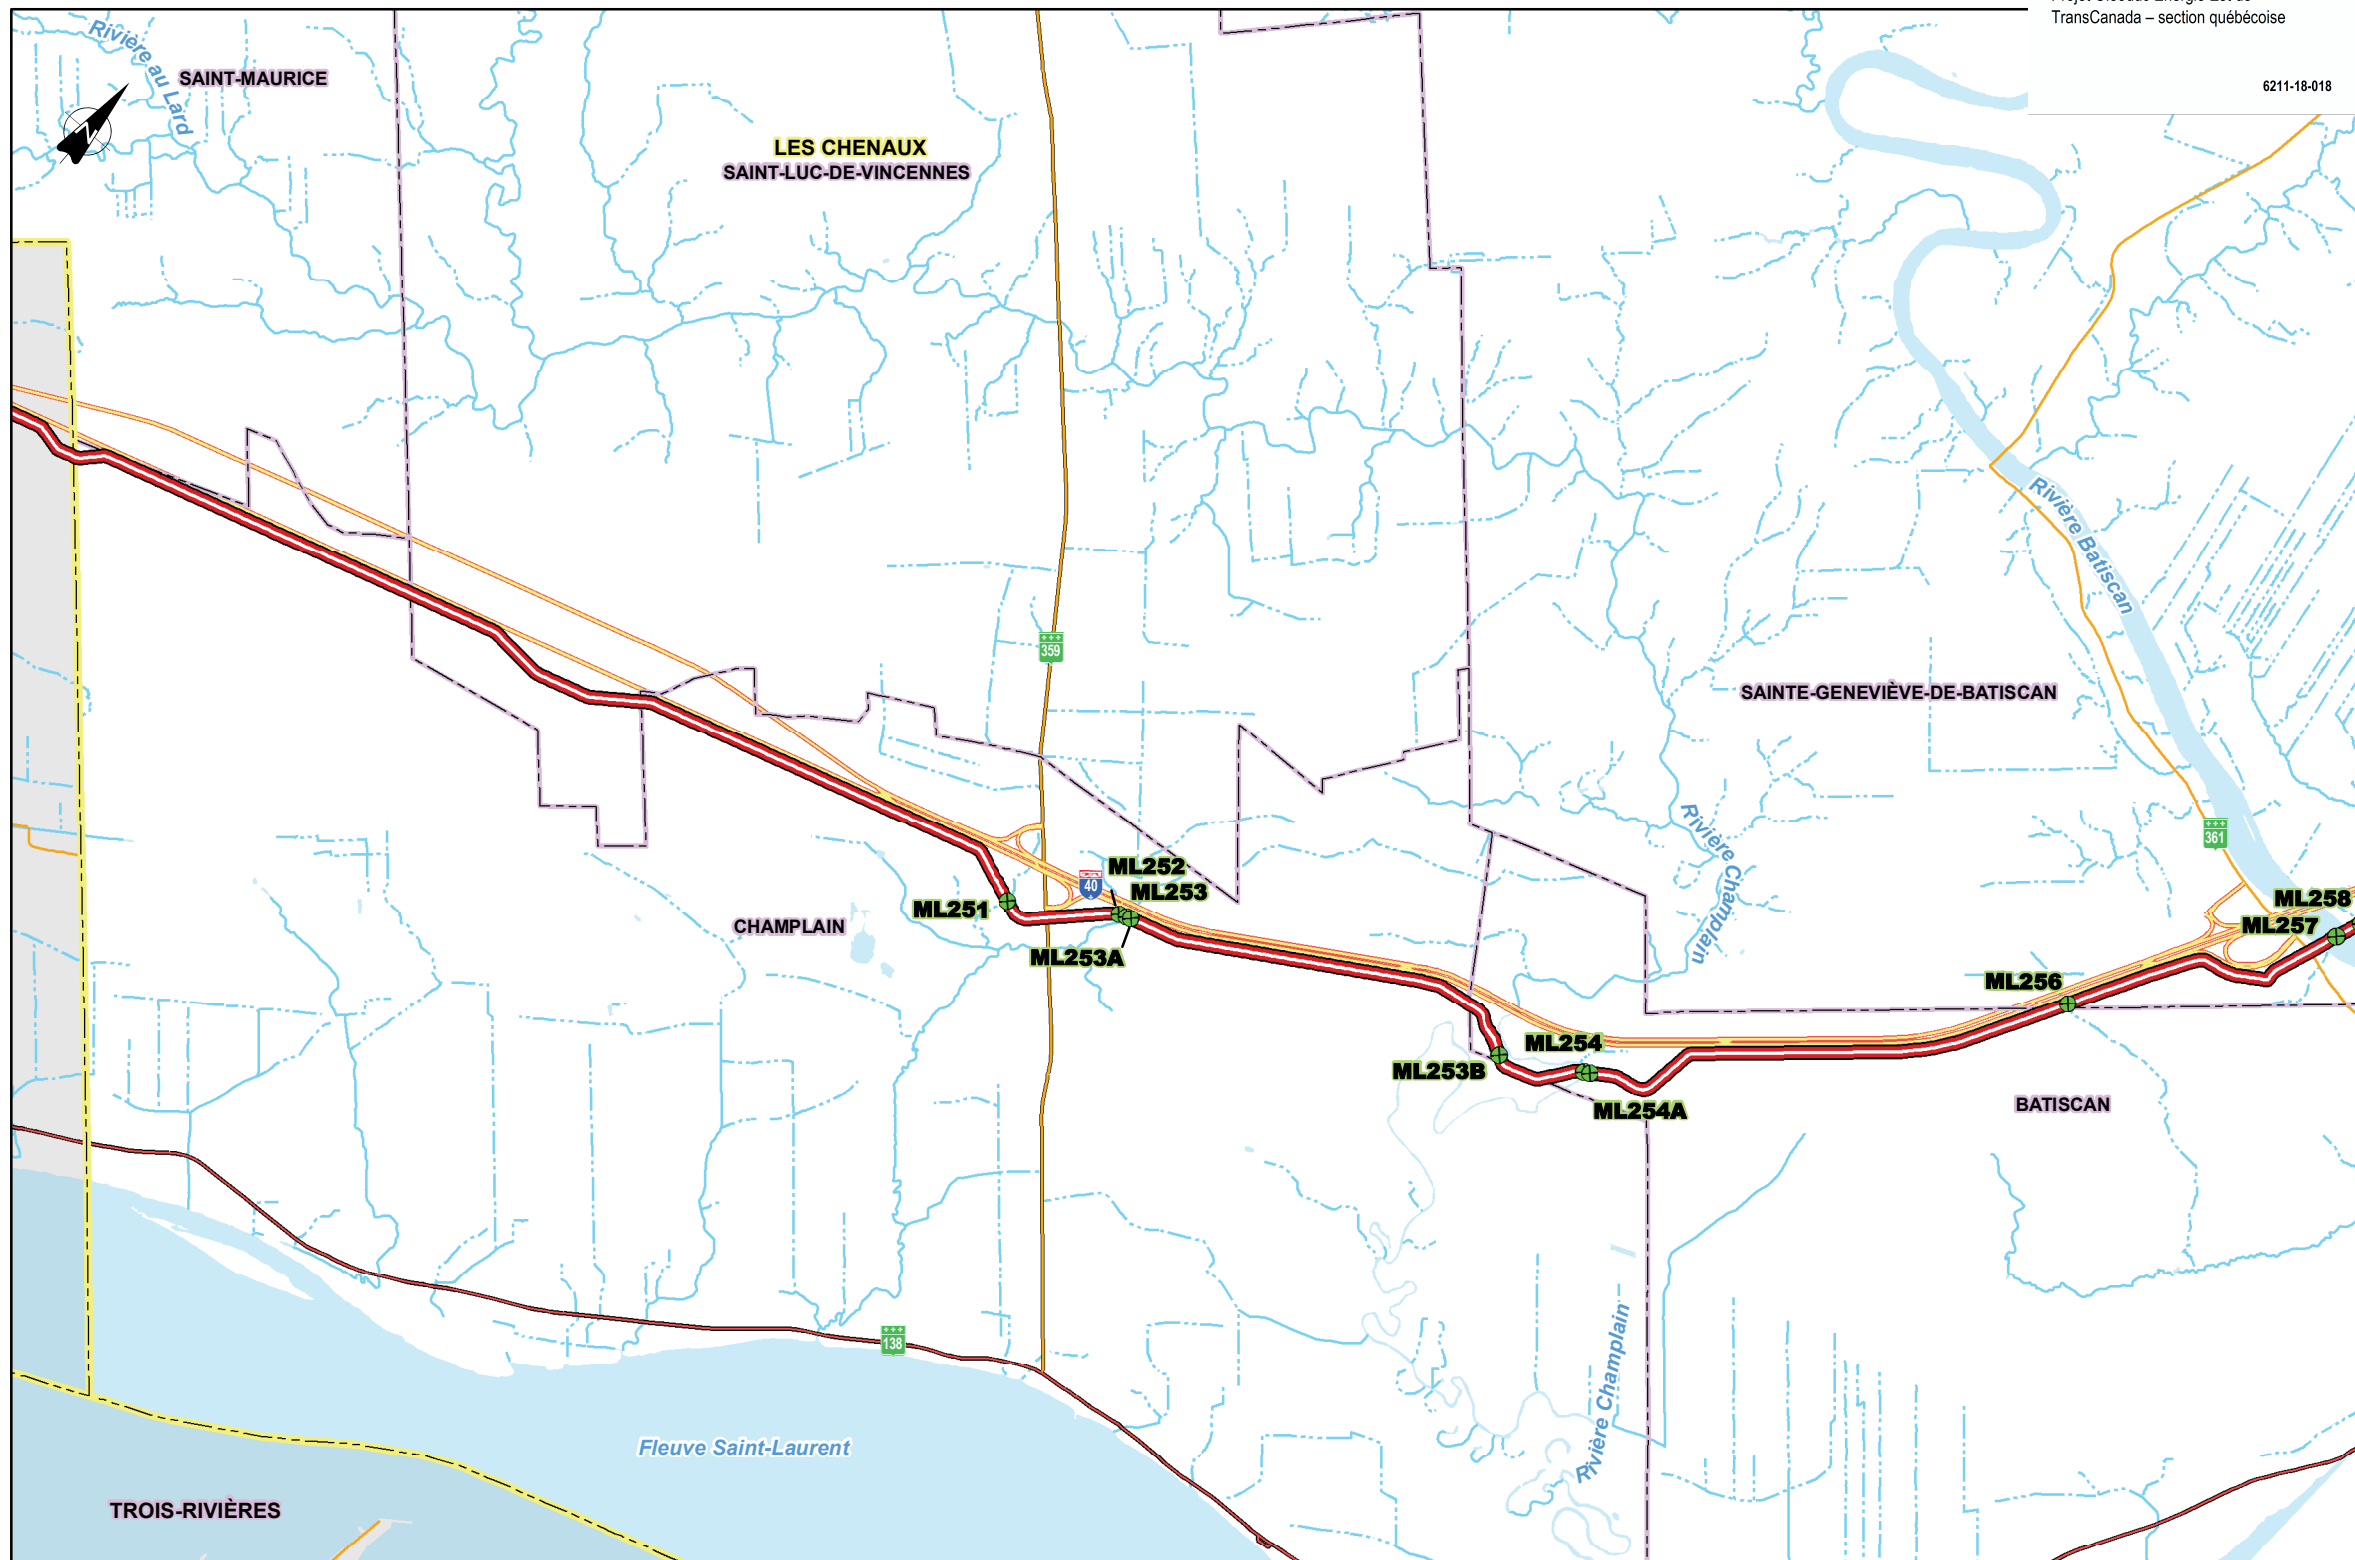 TransCanada – section québécoise
6211-18-018
Rivière au Lard
SAINT-MAURICE
N
LES CHENAUX
SAINT-LUC-DE-VINCENNES
Rivière Batiscan
359
SAINTE-GENEVIÈVE-DE-BATISCAN
Rivière Champlain
361
ML252
40
ML253
ML251
ML258
ML257
CHAMPLAIN
ML253A
ML256
ML254
ML253B
ML254A
BATISCAN
138
Rivière Champlain
Fleuve Saint-Laurent
TROIS-RIVIÈRES